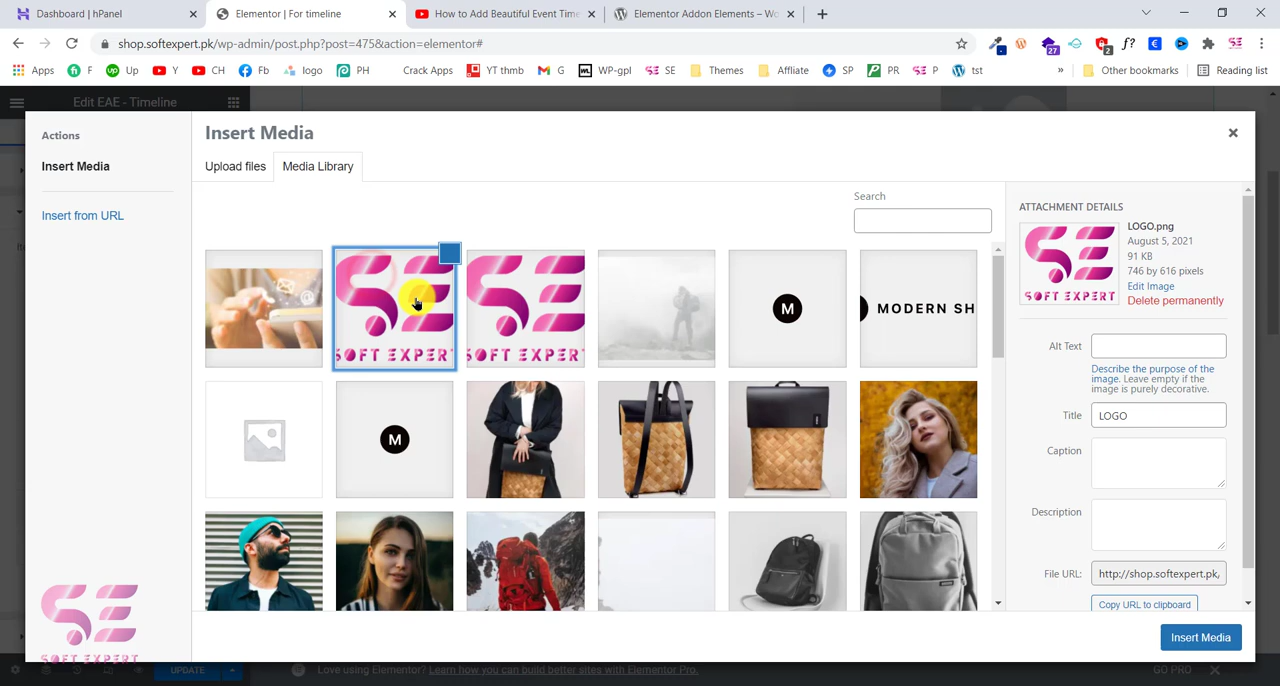 Dashboard | hPanel
Elementor | For timeline
How to Add Beautiful Event Time
Elementor Addon Elements – Wo
shop.softexpert.pk/wp-admin/post.php?post=475&action=elementor#
27
2
f?
Apps
F
Up
Y
CH
Fb
logo
PH
Crack Apps
YT thmb
G
WP-gpl
SE
Themes
Affliate
SP
PR
P
tst
»
Other bookmarks
Reading list
Edit EAE - Timeline
Actions
Insert Media
Insert from URL
Insert Media
Upload files
Media Library
Search
SOFT EXPERT
SOFT EXPERT
M
MODERN SH
M
ATTACHMENT DETAILS
SOFT EXPERT
LOGO.png
August 5, 2021
91 KB
746 by 616 pixels
Edit Image
Delete permanently
Alt Text
Describe the purpose of the
image. Leave empty if the
image is purely decorative.
Title
LOGO
Caption
Description
File URL:
http://shop.softexpert.pk,
Copy URL to clipboard
Insert Media
SOFT EXPERT
UPDATE
Love using Elementor? Learn how you can build better sites with Elementor Pro.
GO PRO